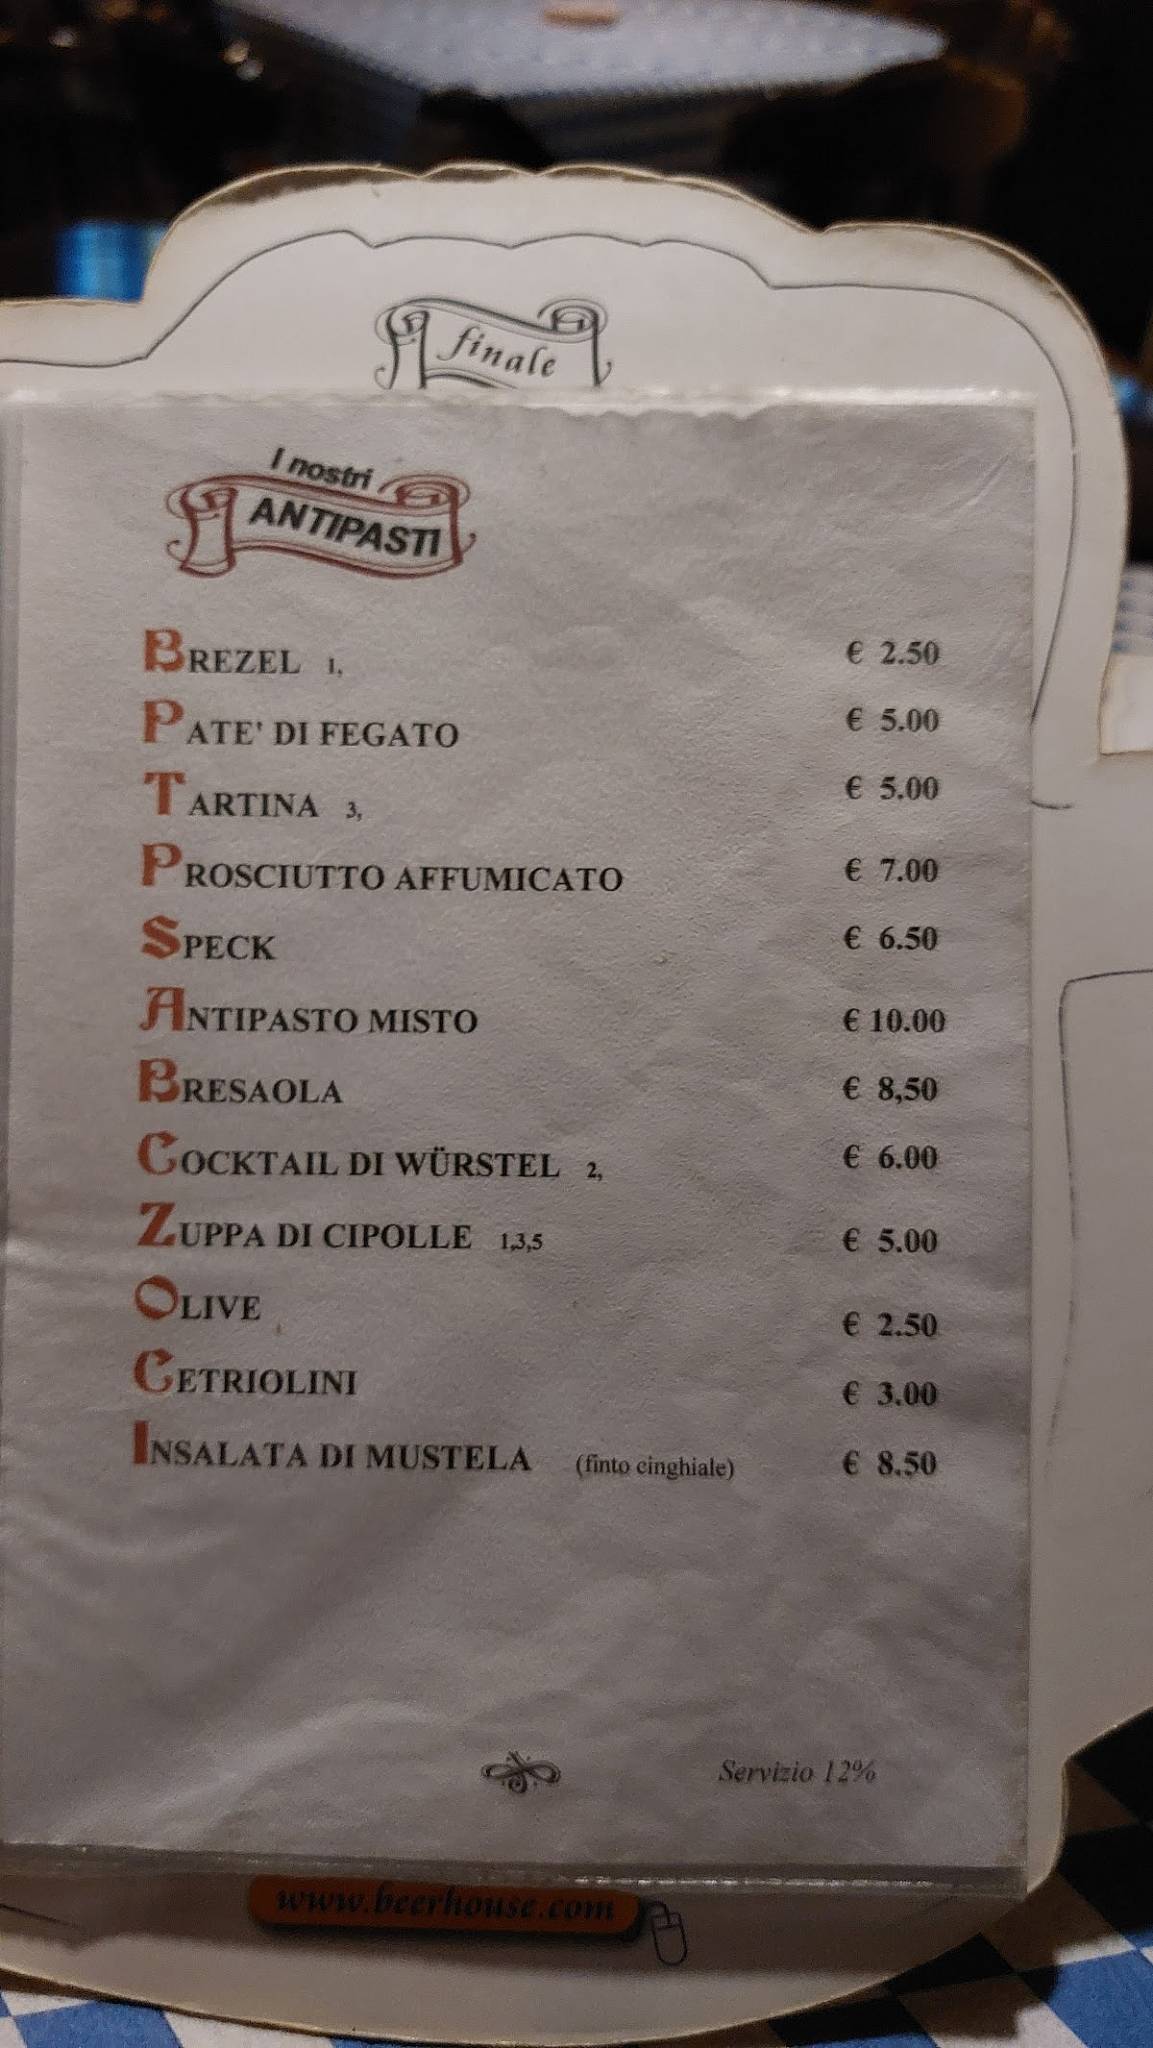 finale
I nostri
ANTIPASTI
BREZEL 1, € 2.50
PATE' DI FEGATO € 5.00
TARTINA 3, € 5.00
PROSCIUTTO AFFUMICATO € 7.00
SPECK € 6.50
ANTIPASTO MISTO € 10.00
BRESAOLA € 8,50
COCKTAIL DI WÜRSTEL 2, € 6.00
ZUPPA DI CIPOLLE 1,3,5 € 5.00
OLIVE € 2.50
CETRIOLINI € 3.00
INSALATA DI MUSTELA (finto cinghiale) € 8.50
Servizio 12%
www.beerhouse.com